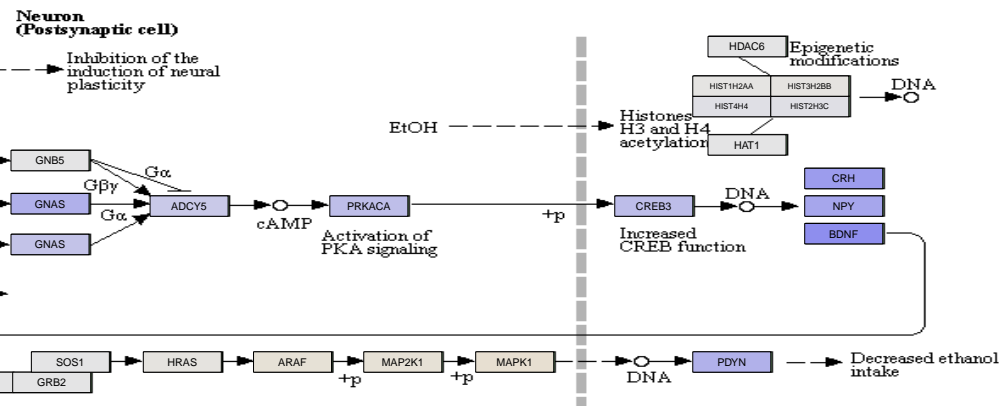 Neuron
(Postsynaptic cell)
Inhibition of the
induction of neural
plasticity
HDAC6
Epigenetic
modifications
HIST1H2AA
HIST3H2BB
HIST4H4
HIST2H3C
DNA
EtOH
Histones
H3 and H4
acetylation
HAT1
GNB5
Gα
Gβγ
GNAS
Gα
GNAS
ADCY5
cAMP
PRKACA
Activation of
PKA signaling
+p
CREB3
Increased
CREB function
DNA
CRH
NPY
BDNF
SOS1
GRB2
HRAS
ARAF
+p
MAP2K1
+p
MAPK1
DNA
PDYN
Decreased ethanol
intake